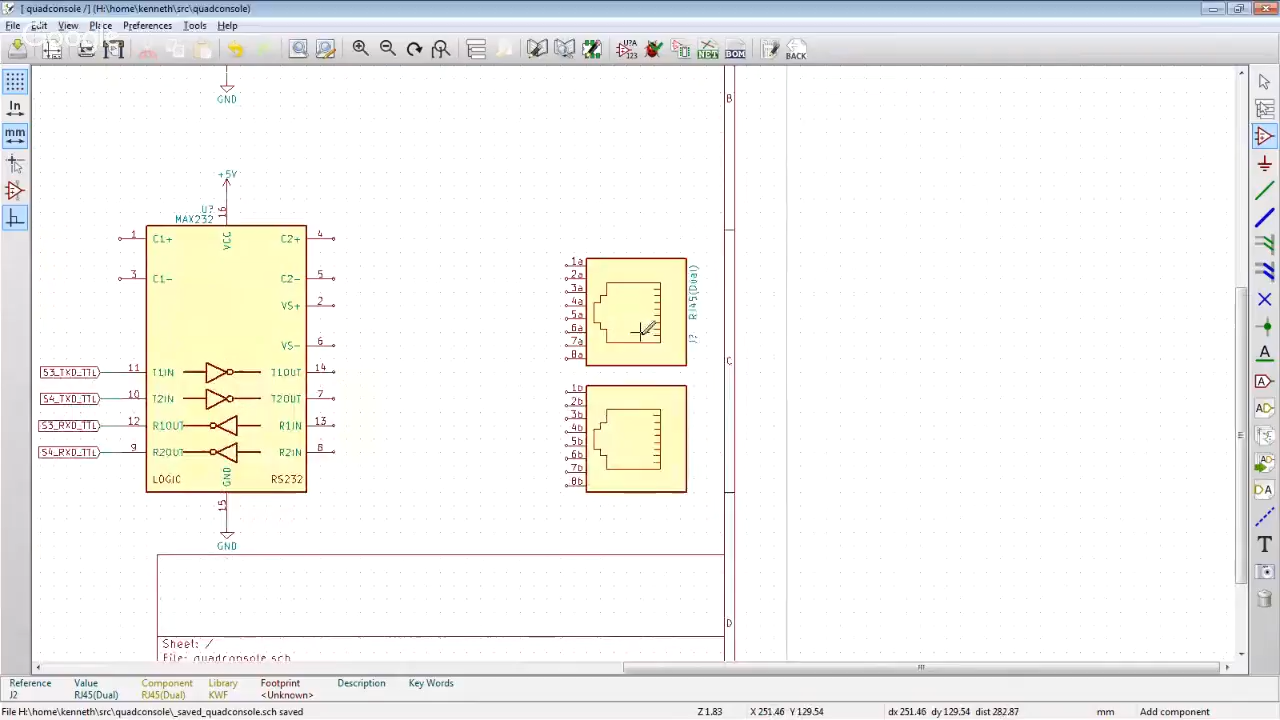 [ quadconsole /] (H:\home\kenneth\src\quadconsole)
File Edit View Place Preferences Tools Help
Google
In
mm
U?A
123
NET
BOM
BACK
GND
B
+5V
U?
MAX232
16
VCC
1 C1+ C2+ 4
3 C1- C2- 5
VS+ 2
VS- 6
S3_TXD_TTL 11 T1IN T1OUT 14
S4_TXD_TTL 10 T2IN T2OUT 7
S3_RXD_TTL 12 R1OUT R1IN 13
S4_RXD_TTL 9 R2OUT R2IN 8
LOGIC GND RS232
15
GND
1a
2a
3a
4a
5a
6a
7a
8a
RJ45(Dual)
J?
C
1b
2b
3b
4b
5b
6b
7b
8b
D
Sheet: /
File: quadconsole.sch
Reference Value Component Library Footprint Description Key Words
J2 RJ45(Dual) RJ45(Dual) KWF <Unknown>
File H:\home\kenneth\src\quadconsole\_saved_quadconsole.sch saved Z 1.83 X 251.46 Y 129.54 dx 251.46 dy 129.54 dist 282.87 mm Add component